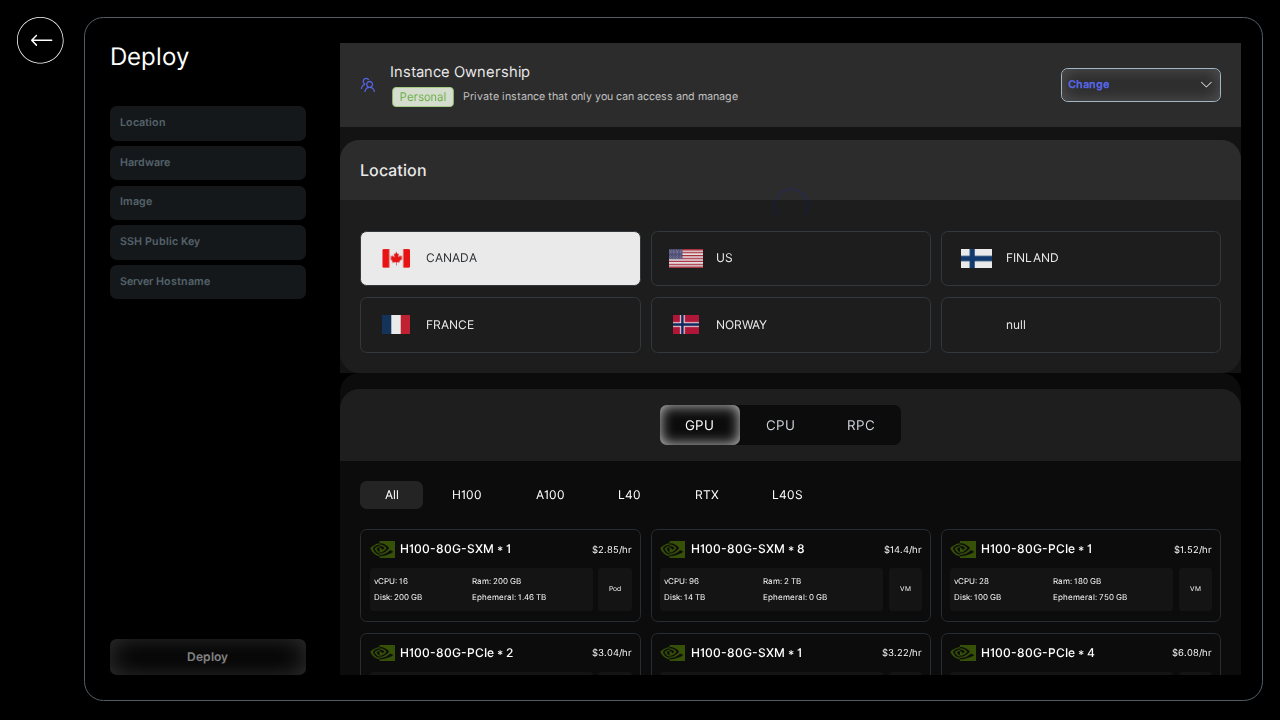 Deploy
Location
Hardware
Image
SSH Public Key
Server Hostname
Deploy
Instance Ownership
Personal Private instance that only you can access and manage
Change
Location
CANADA US FINLAND
FRANCE NORWAY null
GPU CPU RPC
All H100 A100 L40 RTX L40S
H100-80G-SXM * 1 $2.85/hr
vCPU: 16 Ram: 200 GB
Disk: 200 GB Ephemeral: 1.46 TB
Pod
H100-80G-SXM * 8 $14.4/hr
vCPU: 96 Ram: 2 TB
Disk: 14 TB Ephemeral: 0 GB
VM
H100-80G-PCIe * 1 $1.52/hr
vCPU: 28 Ram: 180 GB
Disk: 100 GB Ephemeral: 750 GB
VM
H100-80G-PCIe * 2 $3.04/hr
H100-80G-SXM * 1 $3.22/hr
H100-80G-PCIe * 4 $6.08/hr